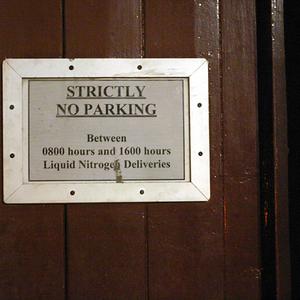 STRICTLY
NO PARKING
Between
0800 hours and 1600 hours
Liquid Nitrogen Deliveries